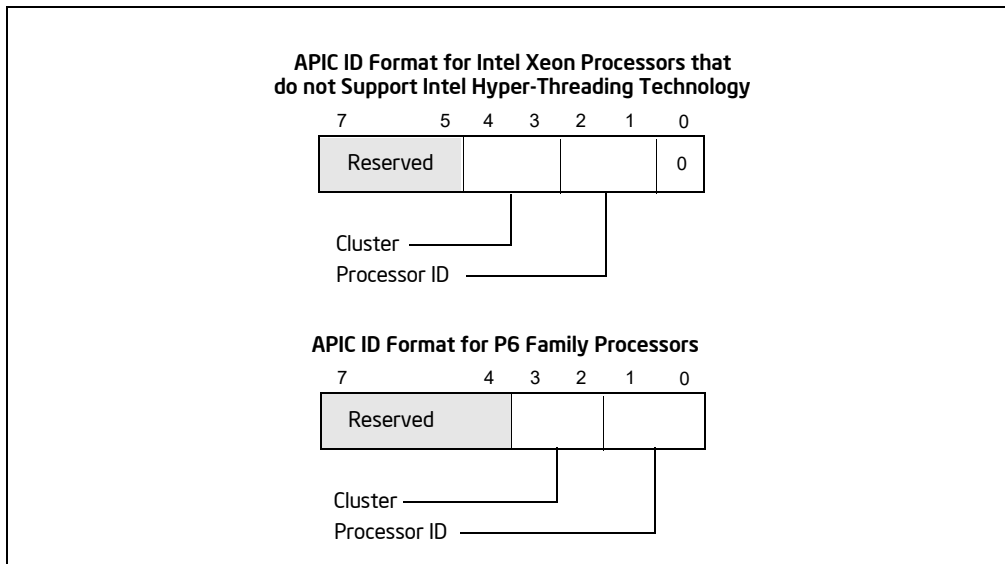 APIC ID Format for Intel Xeon Processors that
do not Support Intel Hyper-Threading Technology
7 5 4 3 2 1 0
Reserved 0
Cluster
Processor ID
APIC ID Format for P6 Family Processors
7 4 3 2 1 0
Reserved
Cluster
Processor ID